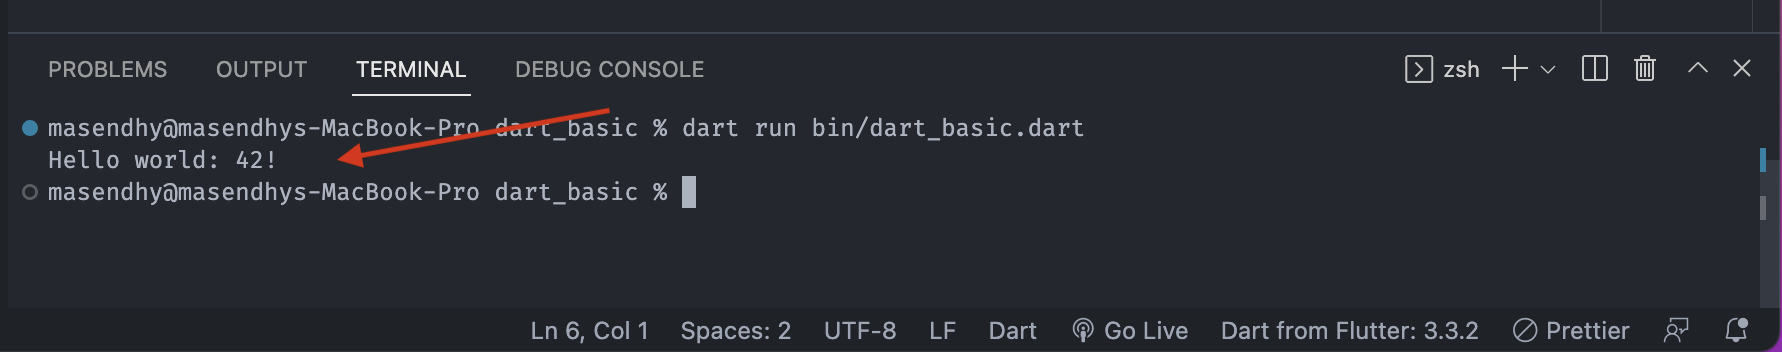 PROBLEMS OUTPUT TERMINAL DEBUG CONSOLE zsh
masendhy@masendhys-MacBook-Pro dart_basic % dart run bin/dart_basic.dart
Hello world: 42!
masendhy@masendhys-MacBook-Pro dart_basic %
Ln 6, Col 1 Spaces: 2 UTF-8 LF Dart Go Live Dart from Flutter: 3.3.2 Prettier